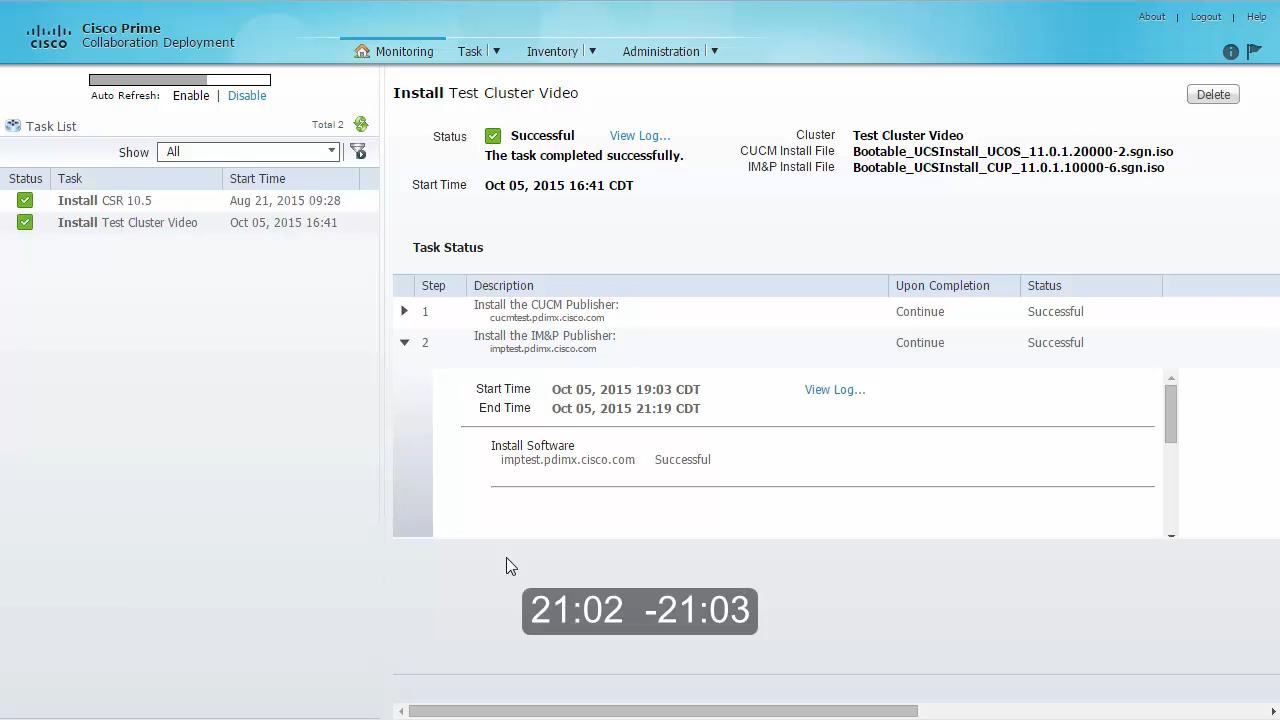 Cisco Prime
Collaboration Deployment
CISCO
About | Logout | Help
Monitoring Task Inventory Administration
Auto Refresh: Enable | Disable
Task List Total 2
Show All
Status Task Start Time
Install CSR 10.5 Aug 21, 2015 09:28
Install Test Cluster Video Oct 05, 2015 16:41
Install Test Cluster Video Delete
Status Successful View Log...
The task completed successfully.
Start Time Oct 05, 2015 16:41 CDT
Cluster Test Cluster Video
CUCM Install File Bootable_UCSInstall_UCOS_11.0.1.20000-2.sgn.iso
IM&P Install File Bootable_UCSInstall_CUP_11.0.1.10000-6.sgn.iso
Task Status
Step Description Upon Completion Status
1 Install the CUCM Publisher: Continue Successful
cucmtest.pdimx.cisco.com
2 Install the IM&P Publisher: Continue Successful
imptest.pdimx.cisco.com
Start Time Oct 05, 2015 19:03 CDT View Log...
End Time Oct 05, 2015 21:19 CDT
Install Software
imptest.pdimx.cisco.com Successful
21:02 -21:03